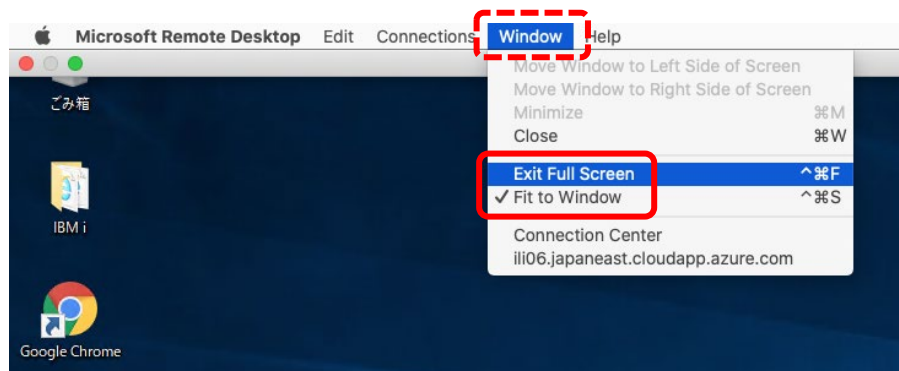 Microsoft Remote Desktop Edit Connections Window Help
Move Window to Left Side of Screen
Move Window to Right Side of Screen
Minimize ⌘M
Close ⌘W
Exit Full Screen ^⌘F
✓ Fit to Window ^⌘S
Connection Center
ili06.japaneast.cloudapp.azure.com
ごみ箱
IBM i
Google Chrome